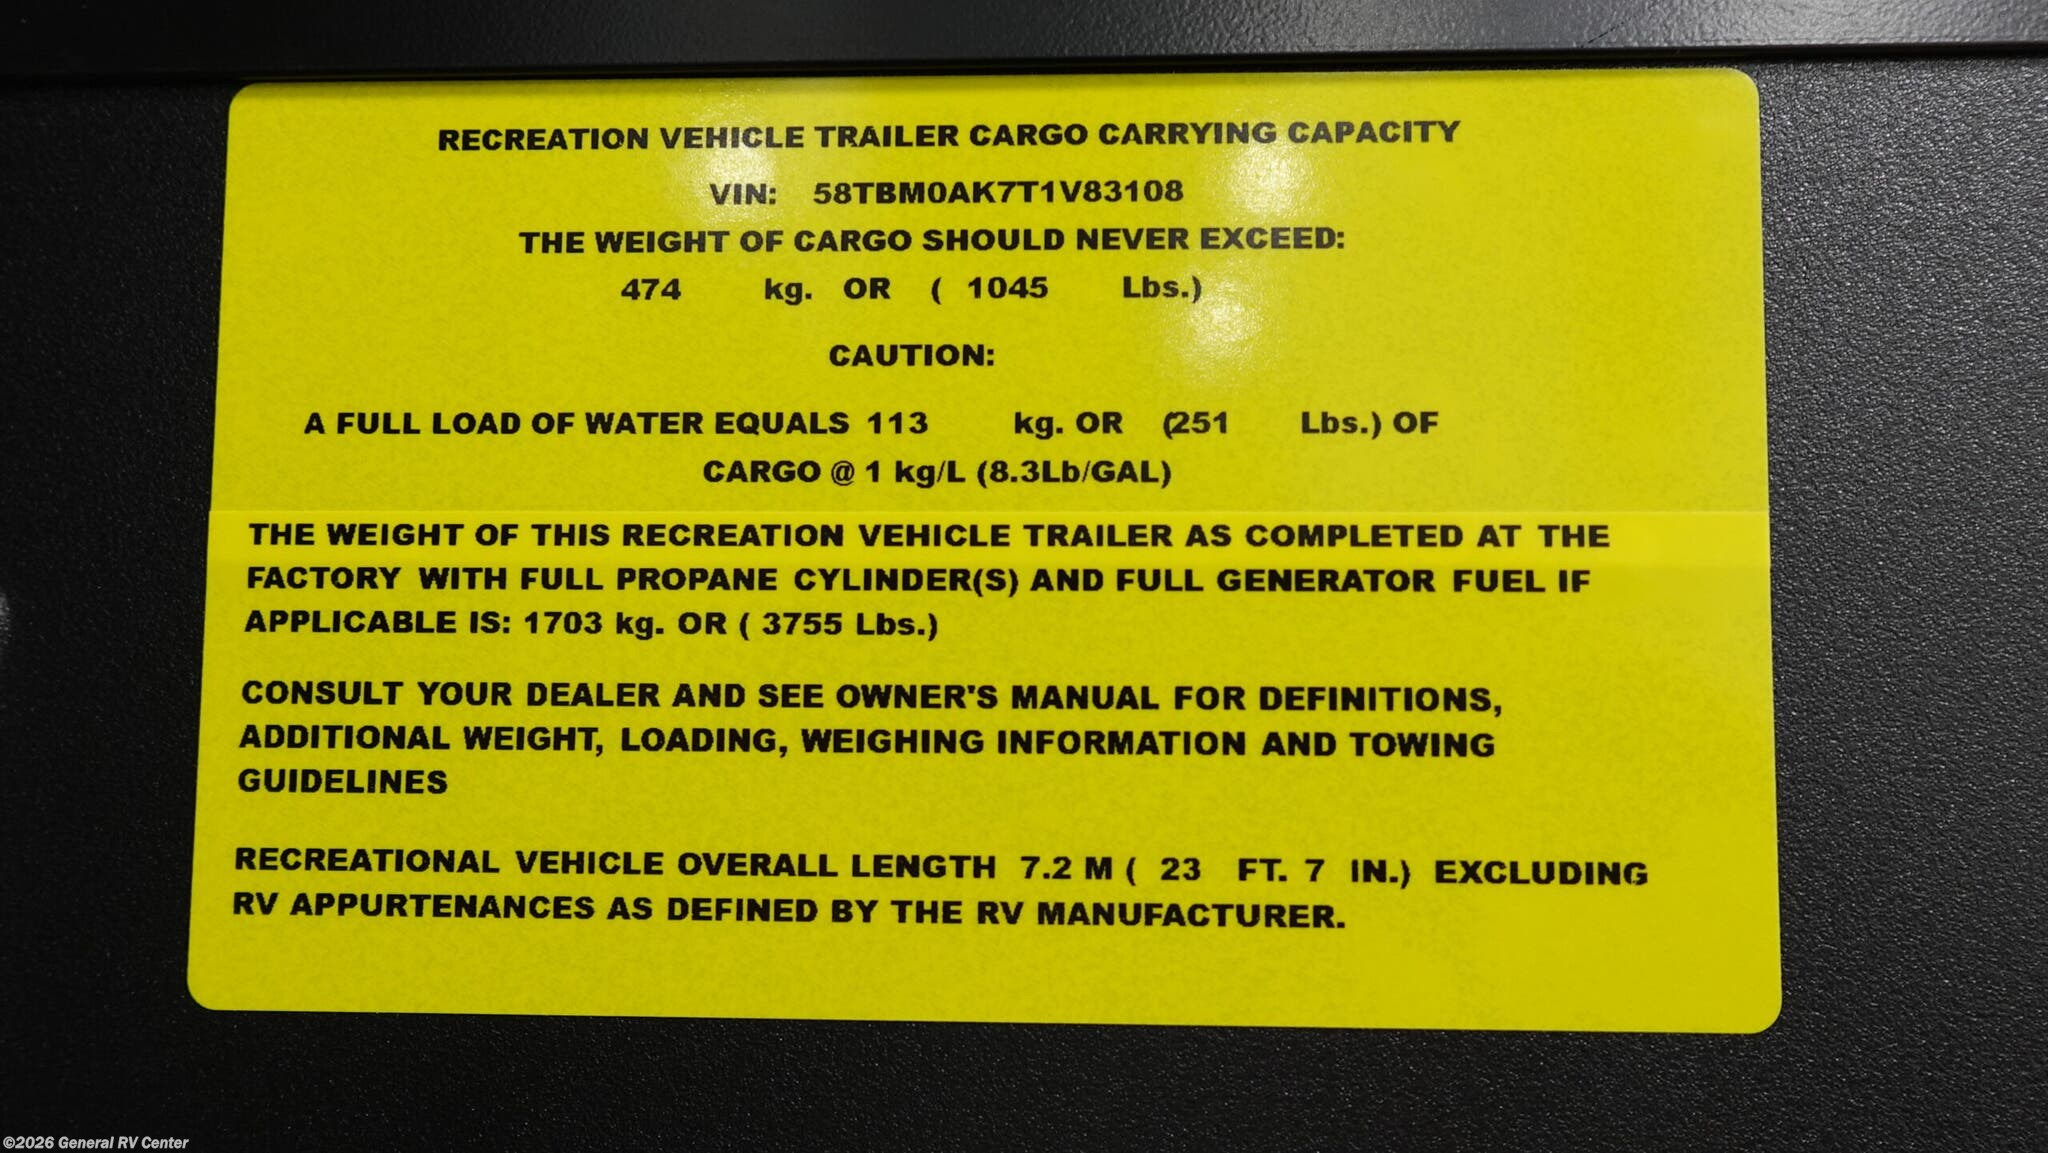 RECREATION VEHICLE TRAILER CARGO CARRYING CAPACITY
VIN: 58TBM0AK7T1V83108
THE WEIGHT OF CARGO SHOULD NEVER EXCEED:
474 kg. OR ( 1045 Lbs.)
CAUTION:
A FULL LOAD OF WATER EQUALS 113 kg. OR (251 Lbs.) OF
CARGO @ 1 kg/L (8.3Lb/GAL)
THE WEIGHT OF THIS RECREATION VEHICLE TRAILER AS COMPLETED AT THE
FACTORY WITH FULL PROPANE CYLINDER(S) AND FULL GENERATOR FUEL IF
APPLICABLE IS: 1703 kg. OR ( 3755 Lbs.)
CONSULT YOUR DEALER AND SEE OWNER'S MANUAL FOR DEFINITIONS,
ADDITIONAL WEIGHT, LOADING, WEIGHING INFORMATION AND TOWING
GUIDELINES
RECREATIONAL VEHICLE OVERALL LENGTH 7.2 M ( 23 FT. 7 IN.) EXCLUDING
RV APPURTENANCES AS DEFINED BY THE RV MANUFACTURER.
©2026 General RV Center